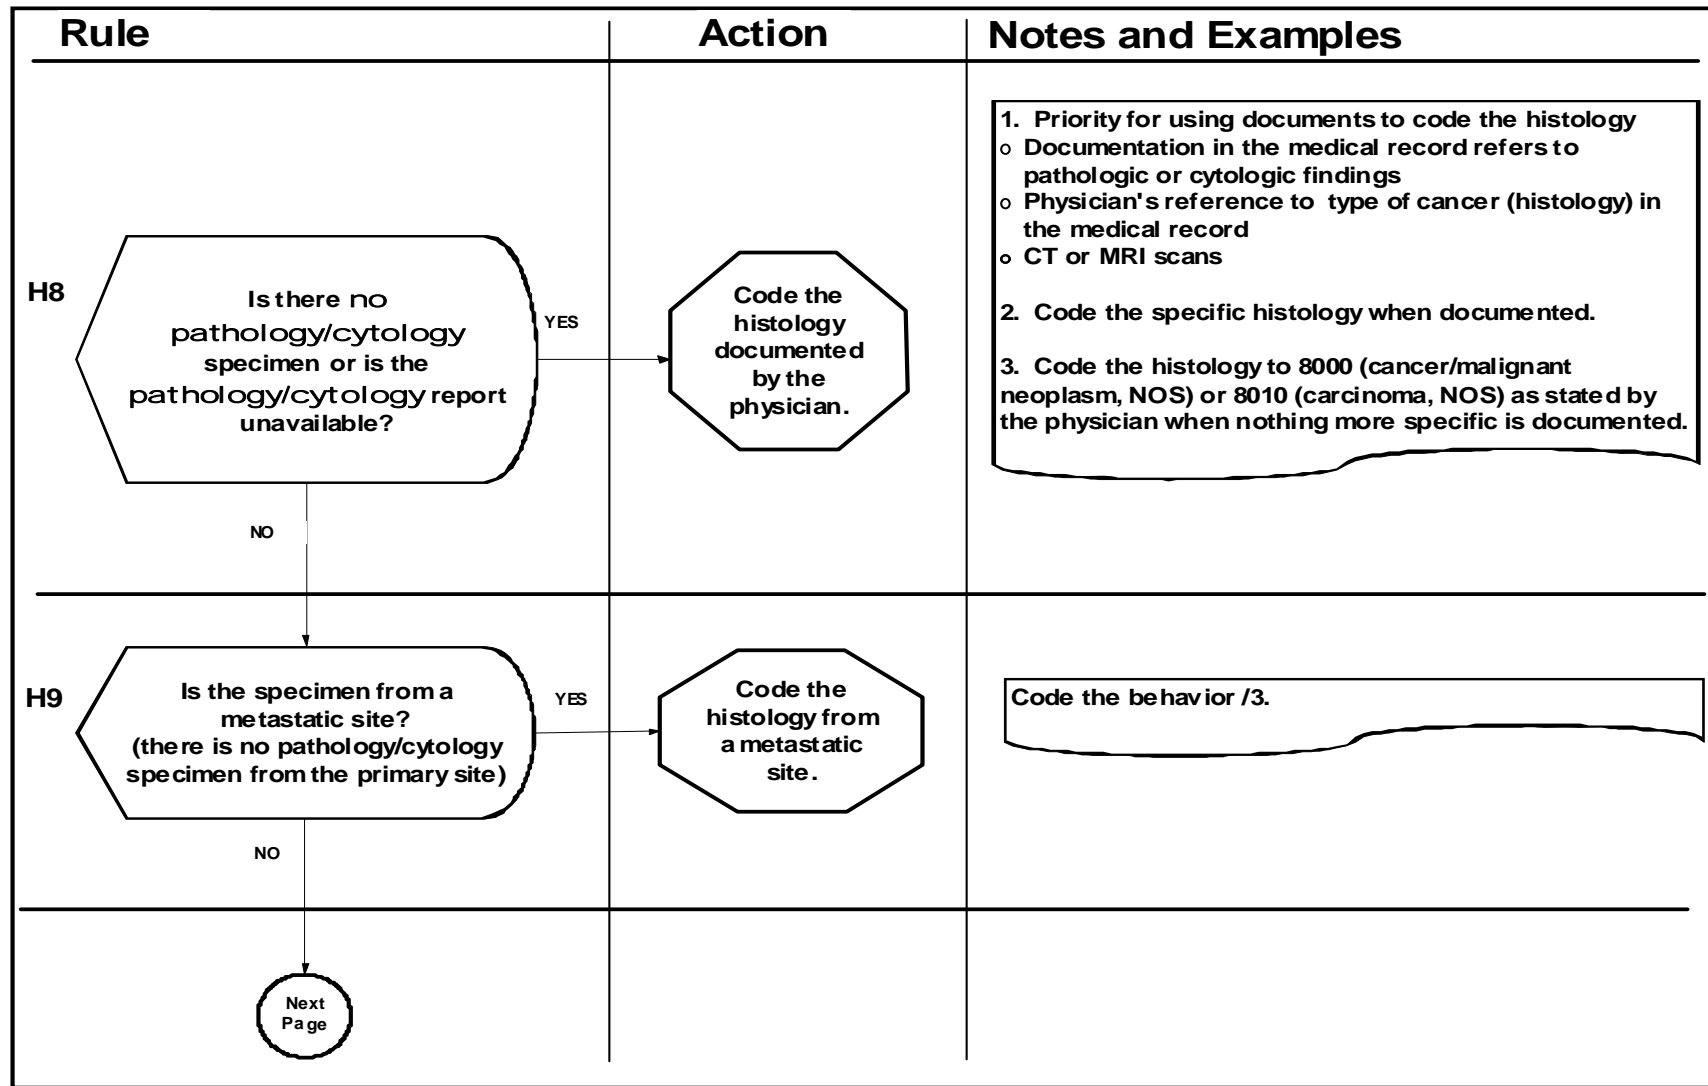 Rule
Action
Notes and Examples
H8
Is there no
pathology/cytology
specimen or is the
pathology/cytology report
unavailable?
YES
Code the
histology
documented
by the
physician.
1. Priority for using documents to code the histology
o Documentation in the medical record refers to
pathologic or cytologic findings
o Physician's reference to type of cancer (histology) in
the medical record
o CT or MRI scans
2. Code the specific histology when documented.
3. Code the histology to 8000 (cancer/malignant
neoplasm, NOS) or 8010 (carcinoma, NOS) as stated by
the physician when nothing more specific is documented.
NO
H9
Is the specimen from a
metastatic site?
(there is no pathology/cytology
specimen from the primary site)
YES
Code the
histology from
a metastatic
site.
Code the behavior /3.
NO
Next
Page